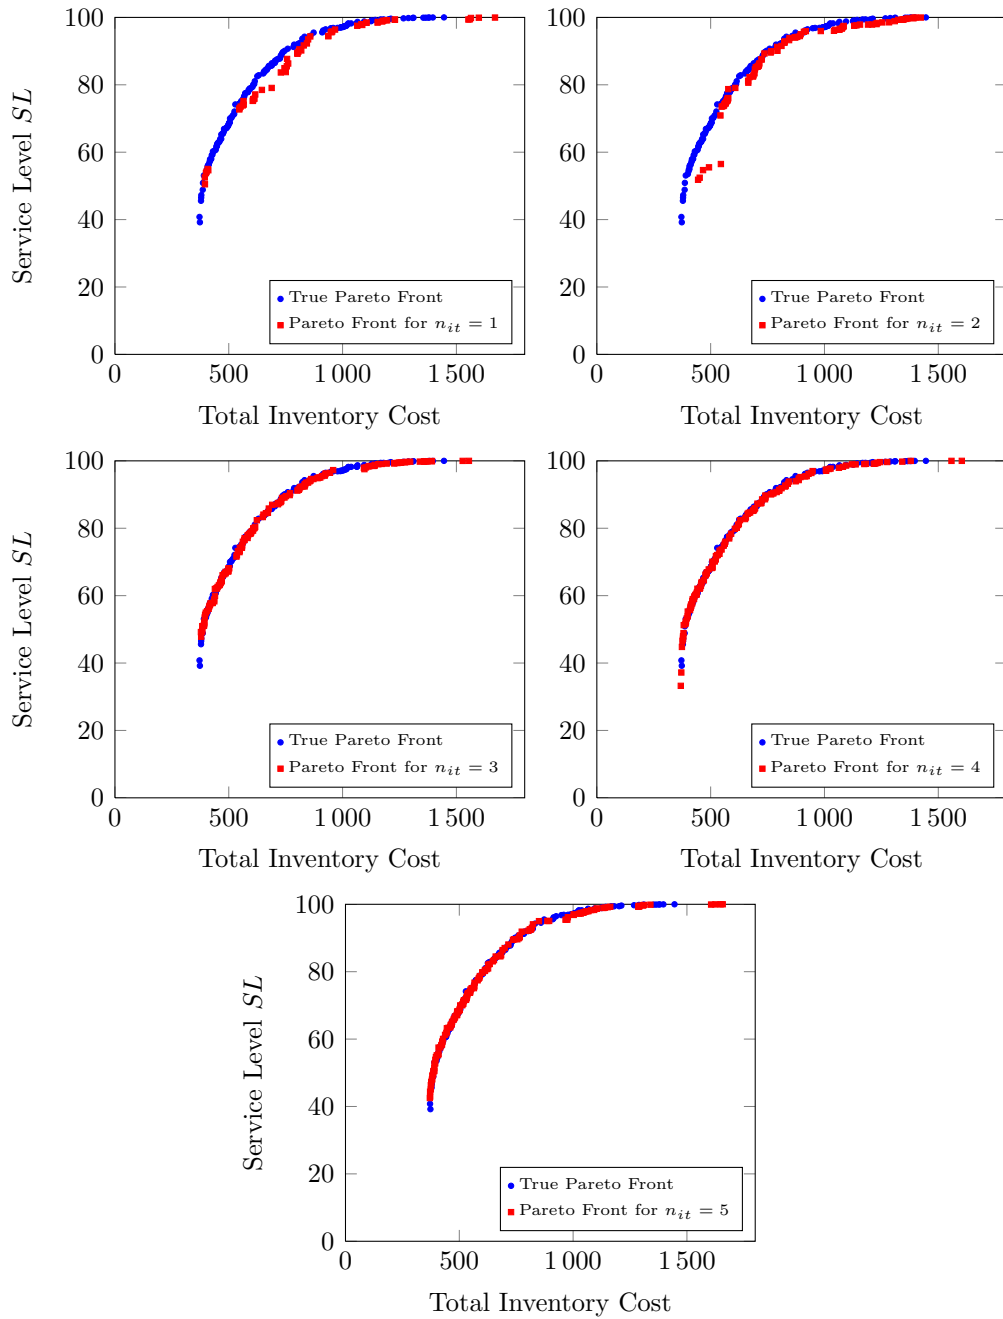 100
80
60
40
20
0
Service Level SL
0 500 1 000 1 500
Total Inventory Cost
True Pareto Front
Pareto Front for n_it = 1
100
80
60
40
20
0
0 500 1 000 1 500
Total Inventory Cost
True Pareto Front
Pareto Front for n_it = 2
100
80
60
40
20
0
Service Level SL
0 500 1 000 1 500
Total Inventory Cost
True Pareto Front
Pareto Front for n_it = 3
100
80
60
40
20
0
0 500 1 000 1 500
Total Inventory Cost
True Pareto Front
Pareto Front for n_it = 4
100
80
60
40
20
0
Service Level SL
0 500 1 000 1 500
Total Inventory Cost
True Pareto Front
Pareto Front for n_it = 5